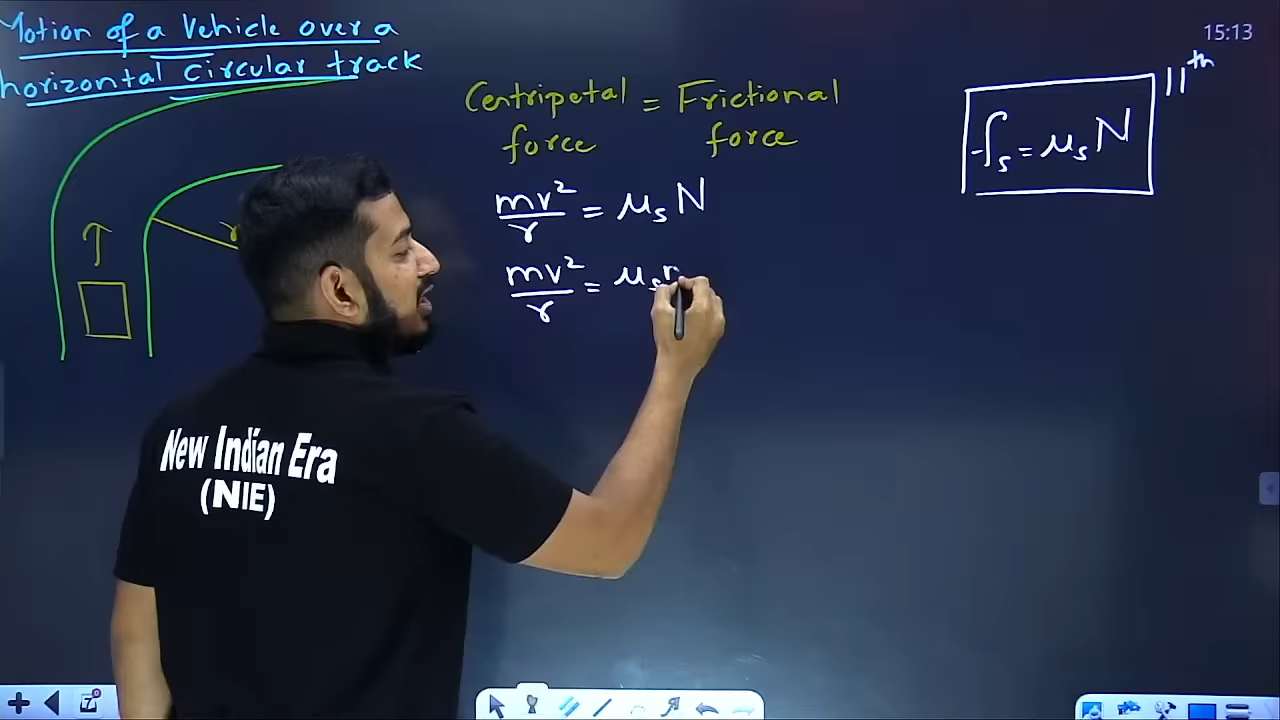 Motion of a Vehicle over a
horizontal circular track
15:13
11th
Centripetal force = Frictional force
fs = μs N
mv²/r = μs N
mv²/r = μs
r
New Indian Era
(NIE)